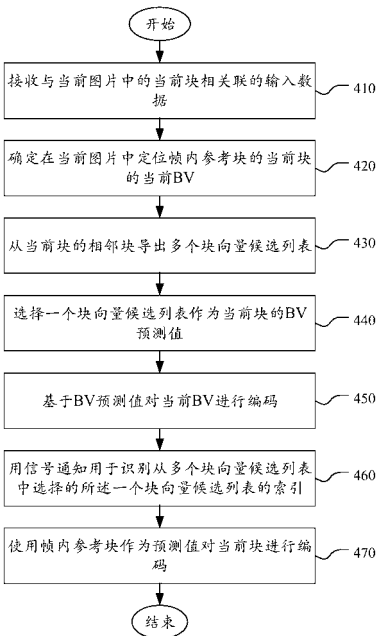 开始
接收与当前图片中的当前块相关联的输入数
据
410
确定在当前图片中定位帧内参考块的当前块
的当前BV
420
从当前块的相邻块导出多个块向量候选列表
430
选择一个块向量候选列表作为当前块的BV
预测值
440
基于BV预测值对当前BV进行编码
450
用信号通知用于识别从多个块向量候选列表
中选择的所述一个块向量候选列表的索引
460
使用帧内参考块作为预测值对当前块进行编
码
470
结束